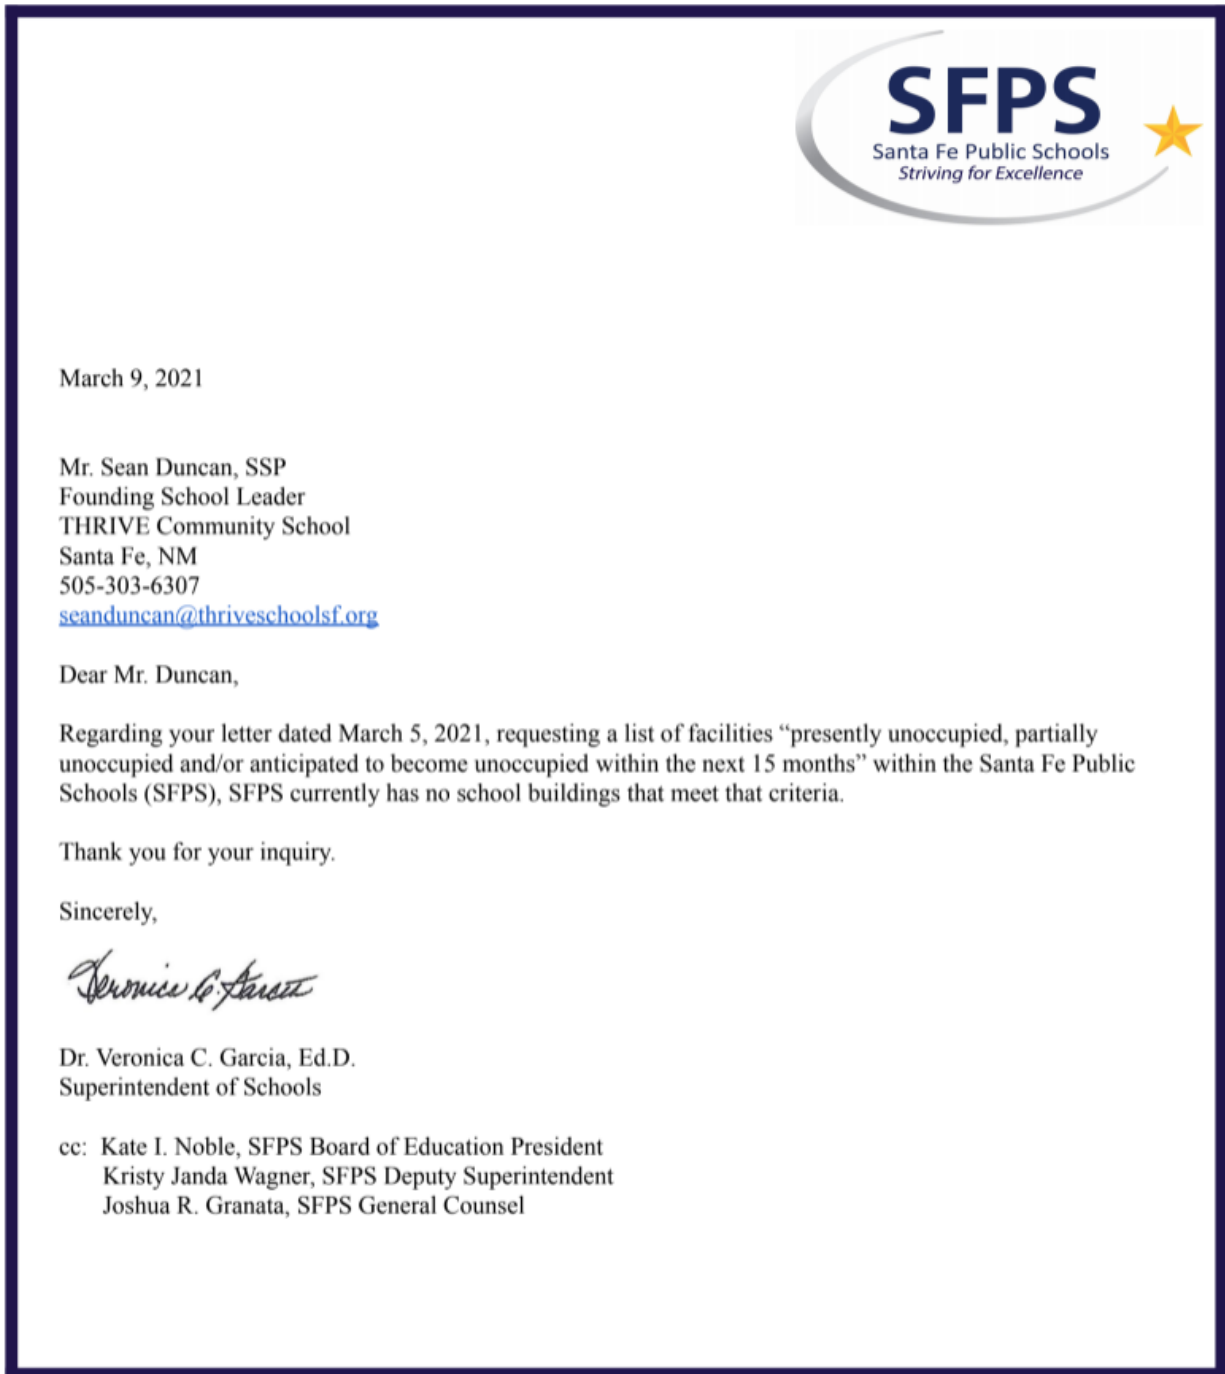 SFPS
Santa Fe Public Schools
Striving for Excellence
March 9, 2021
Mr. Sean Duncan, SSP
Founding School Leader
THRIVE Community School
Santa Fe, NM
505-303-6307
seanduncan@thriveschoolsf.org
Dear Mr. Duncan,
Regarding your letter dated March 5, 2021, requesting a list of facilities “presently unoccupied, partially
unoccupied and/or anticipated to become unoccupied within the next 15 months” within the Santa Fe Public
Schools (SFPS), SFPS currently has no school buildings that meet that criteria.
Thank you for your inquiry.
Sincerely,
Veronica C. Garcia
Dr. Veronica C. Garcia, Ed.D.
Superintendent of Schools
cc: Kate I. Noble, SFPS Board of Education President
Kristy Janda Wagner, SFPS Deputy Superintendent
Joshua R. Granata, SFPS General Counsel